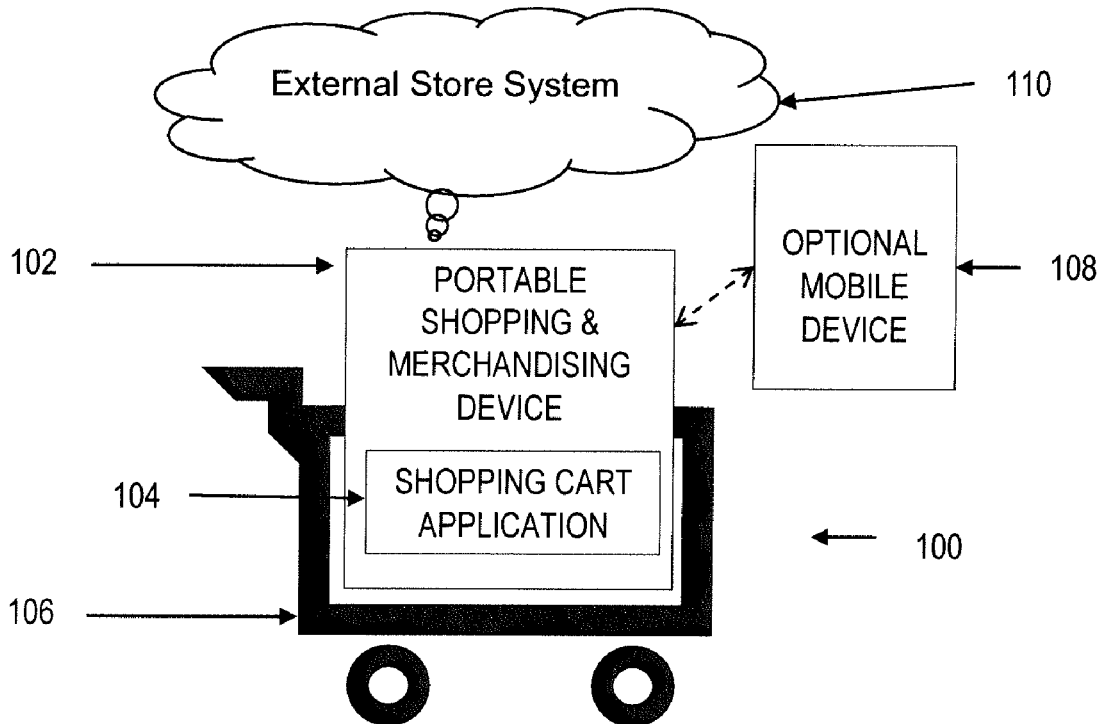 External Store System
110
102
PORTABLE
SHOPPING &
MERCHANDISING
DEVICE
OPTIONAL
MOBILE
DEVICE
108
104
SHOPPING CART
APPLICATION
100
106